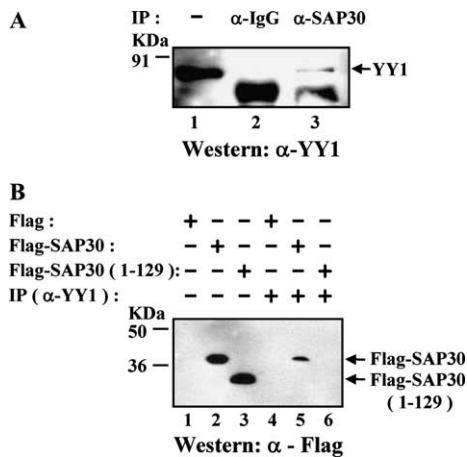 A
IP : – α-IgG α-SAP30
KDa
91
YY1
1 2 3
Western: α-YY1
B
Flag : + – – + – –
Flag-SAP30 : – + – – + –
Flag-SAP30 ( 1-129) : – – + – – +
IP ( α-YY1 ) : – – – + + +
KDa
50
36
Flag-SAP30
Flag-SAP30
( 1-129)
1 2 3 4 5 6
Western: α - Flag